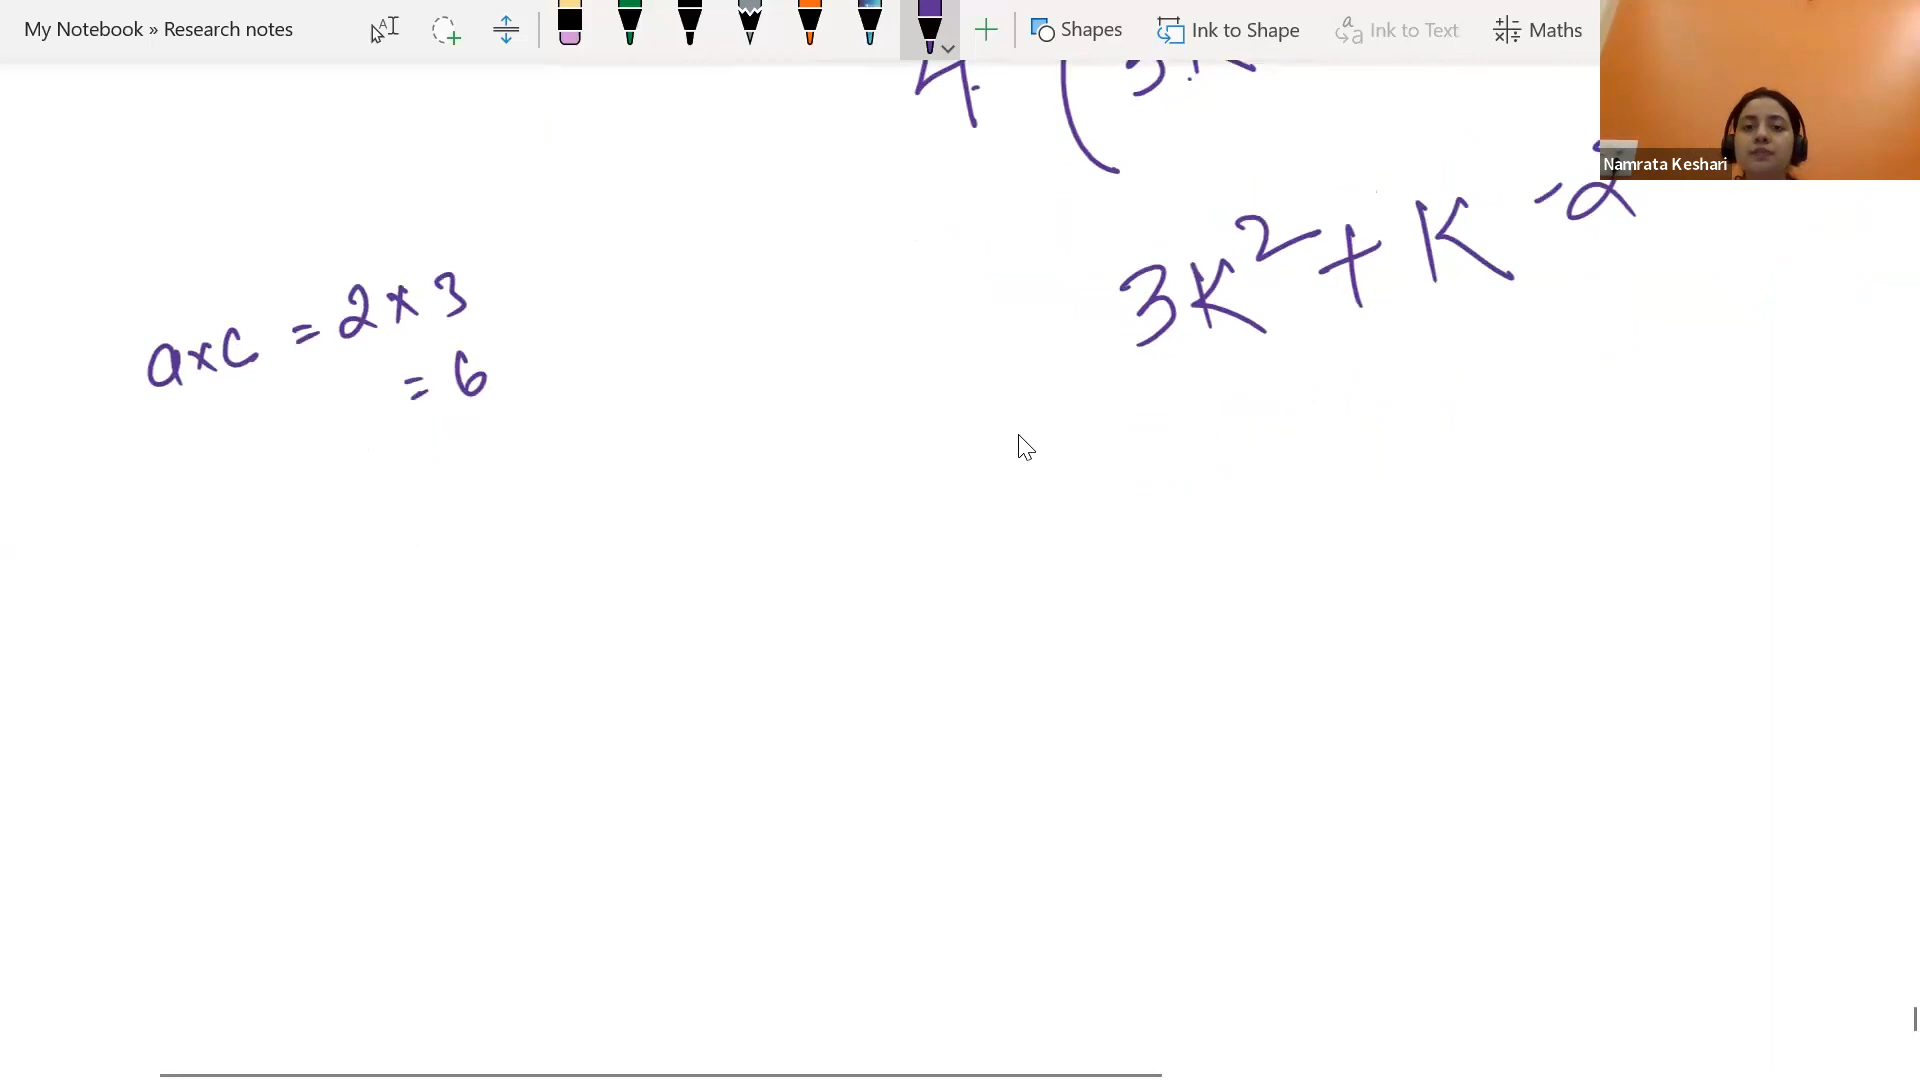 My Notebook » Research notes
Shapes
Ink to Shape
Ink to Text
Maths
Namrata Keshari
4
3K² + K - 2
a×c = 2 × 3
= 6